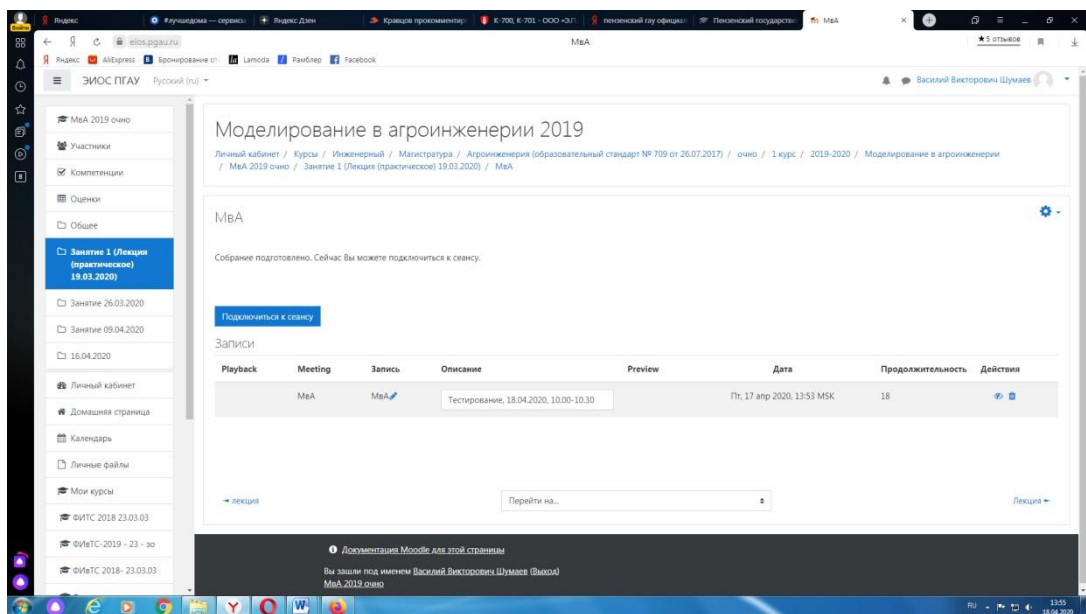 Яндекс
#лучшедома — сервисы
Яндекс Дзен
Кравцов прокомментир
К-700, К-701 - ООО «З.Г
пензенский гау официал
Пензенский государстве
МвА
eios.pgau.ru
МвА
5 отзывов
Яндекс
AliExpress
Бронирование от
Lamoda
Рамблер
Facebook
ЭИОС ПГАУ Русский (ru)
Василий Викторович Шумаев
МвА 2019 очно
Участники
Компетенции
Оценки
Общее
Занятие 1 (Лекция
(практическое)
19.03.2020)
Занятие 26.03.2020
Занятие 09.04.2020
16.04.2020
Личный кабинет
Домашняя страница
Календарь
Личные файлы
Мои курсы
ФИТС 2018 23.03.03
ФИвТС-2019 - 23 - зо
ФИвТС 2018- 23.03.03
Моделирование в агроинженерии 2019
Личный кабинет / Курсы / Инженерный / Магистратура / Агроинженерия (образовательный стандарт № 709 от 26.07.2017) / очно / 1 курс / 2019-2020 / Моделирование в агроинженерии
/ МвА 2019 очно / Занятие 1 (Лекция (практическое) 19.03.2020) / МвА
МвА
Собрание подготовлено. Сейчас Вы можете подключиться к сеансу.
Подключиться к сеансу
Записи
Playback Meeting Запись Описание Preview Дата Продолжительность Действия
МвА МвА Тестирование, 18.04.2020, 10.00-10.30 Пт, 17 апр 2020, 13:53 MSK 18
◄ лекция
Перейти на...
Лекция ►
Документация Moodle для этой страницы
Вы зашли под именем Василий Викторович Шумаев (Выход)
МвА 2019 очно
RU
13:55
18.04.2020